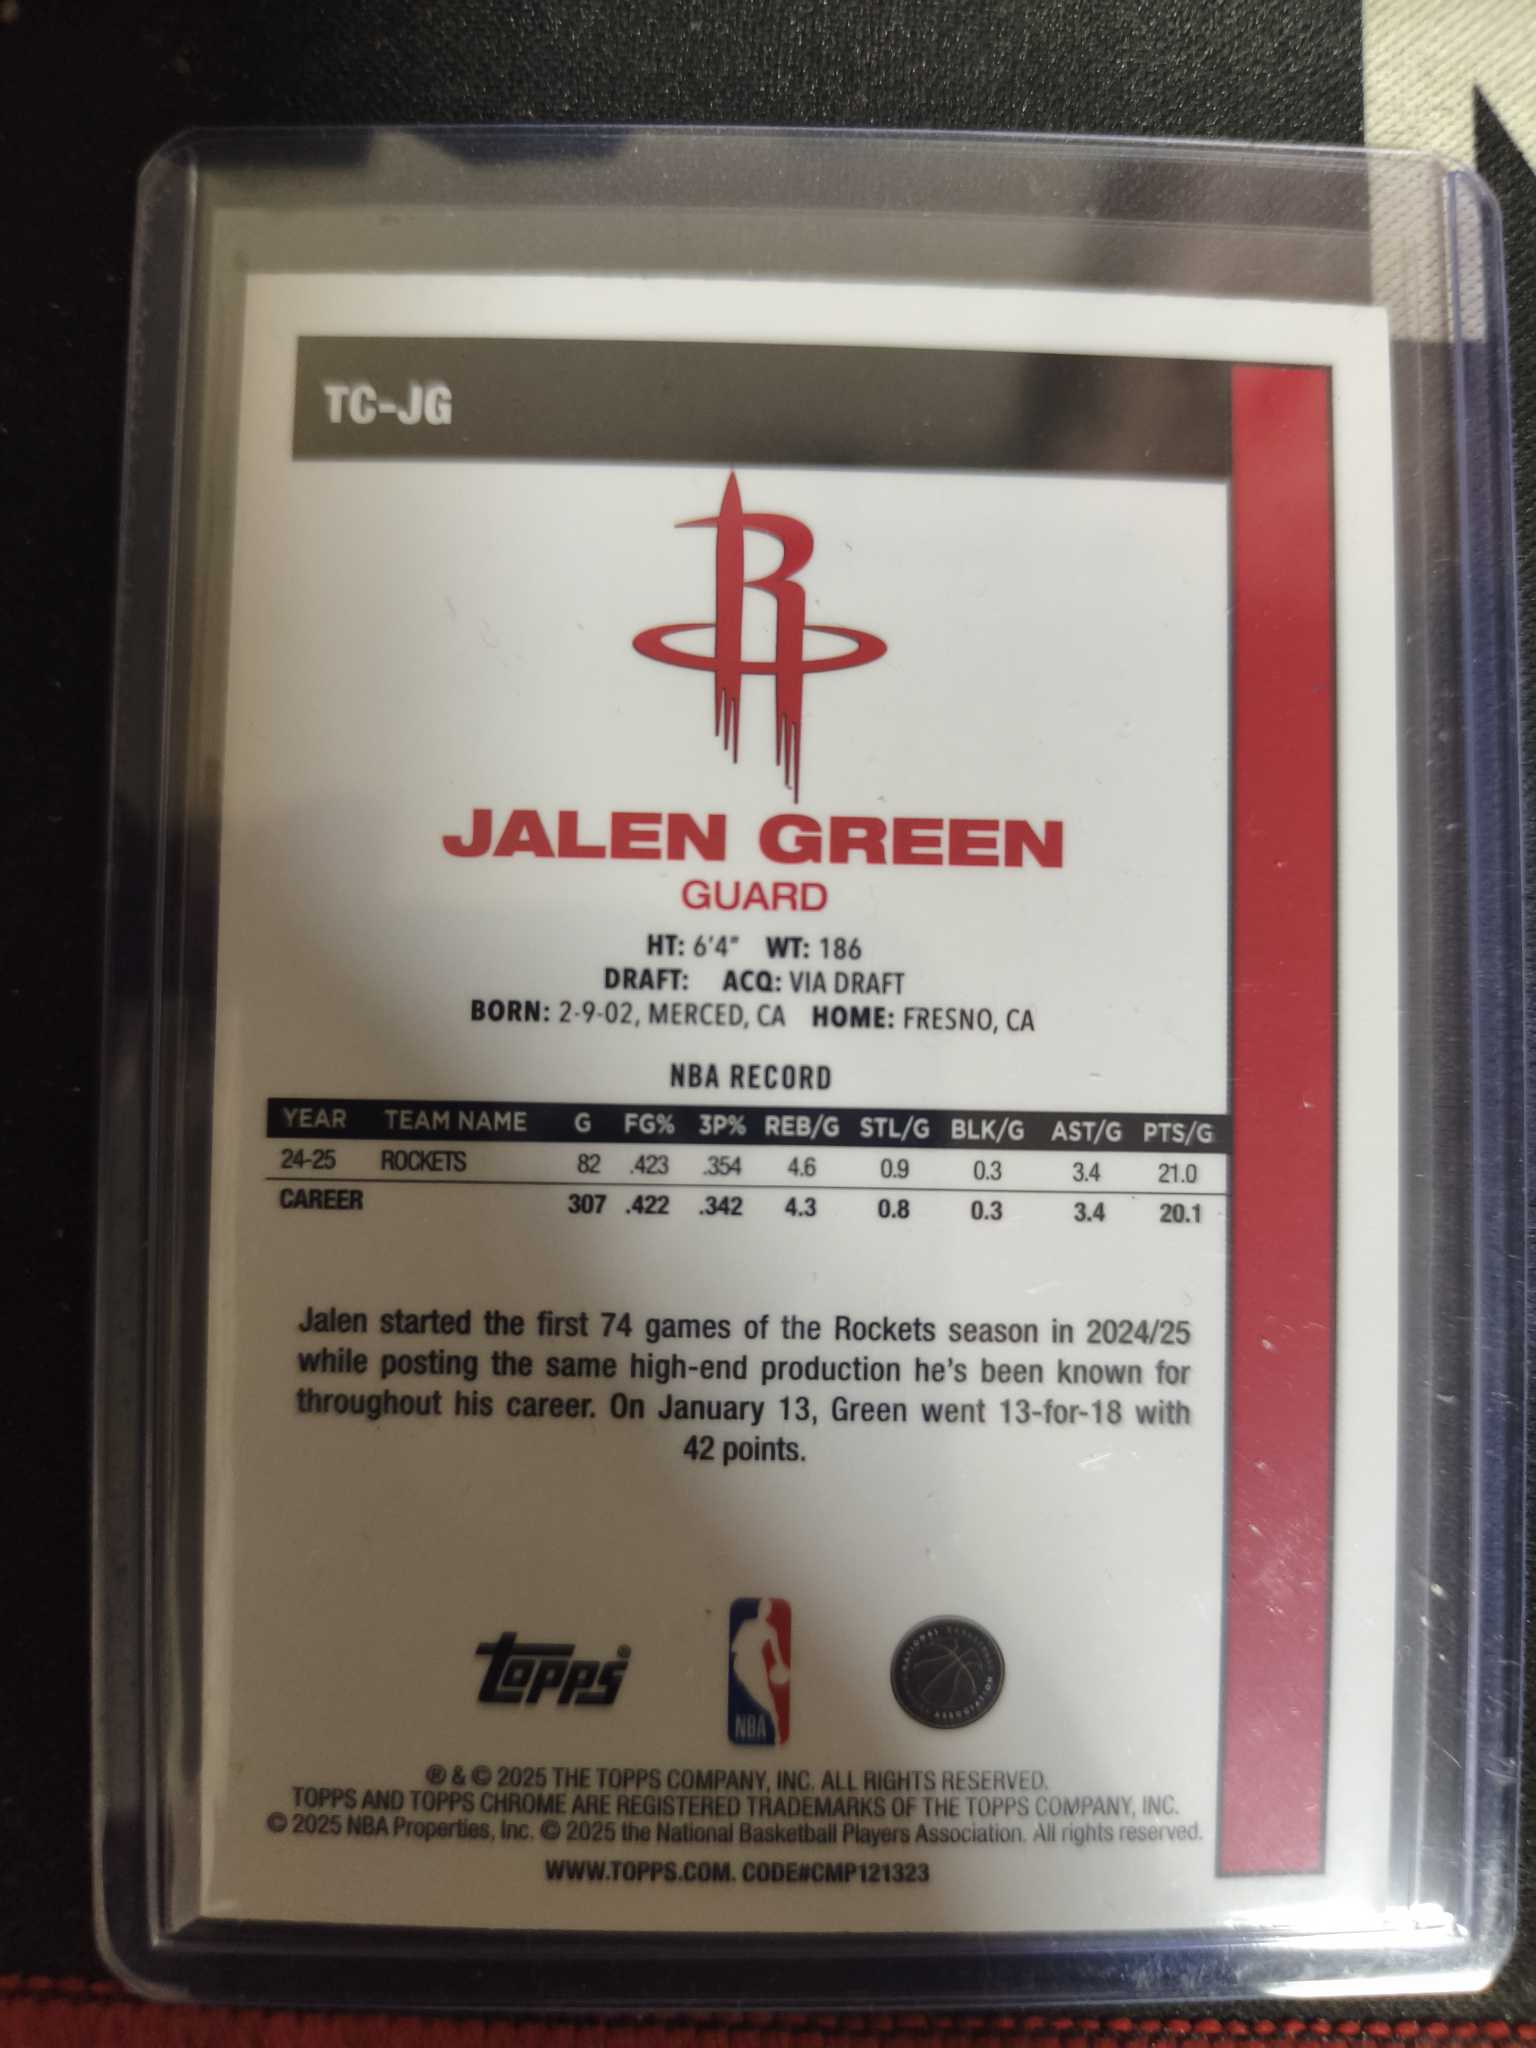 TC-JG
JALEN GREEN
GUARD
HT: 6'4" WT: 186
DRAFT: ACQ: VIA DRAFT
BORN: 2-9-02, MERCED, CA HOME: FRESNO, CA
NBA RECORD
YEAR TEAM NAME G FG% 3P% REB/G STL/G BLK/G AST/G PTS/G
24-25 ROCKETS 82 .423 .354 4.6 0.9 0.3 3.4 21.0
CAREER 307 .422 .342 4.3 0.8 0.3 3.4 20.1
Jalen started the first 74 games of the Rockets season in 2024/25
while posting the same high-end production he's been known for
throughout his career. On January 13, Green went 13-for-18 with
42 points.
topps®
NBA
NATIONAL BASKETBALL
ASSOCIATION
® & © 2025 THE TOPPS COMPANY, INC. ALL RIGHTS RESERVED.
TOPPS AND TOPPS CHROME ARE REGISTERED TRADEMARKS OF THE TOPPS COMPANY, INC.
© 2025 NBA Properties, Inc. © 2025 the National Basketball Players Association. All rights reserved.
WWW.TOPPS.COM. CODE#CMP121323